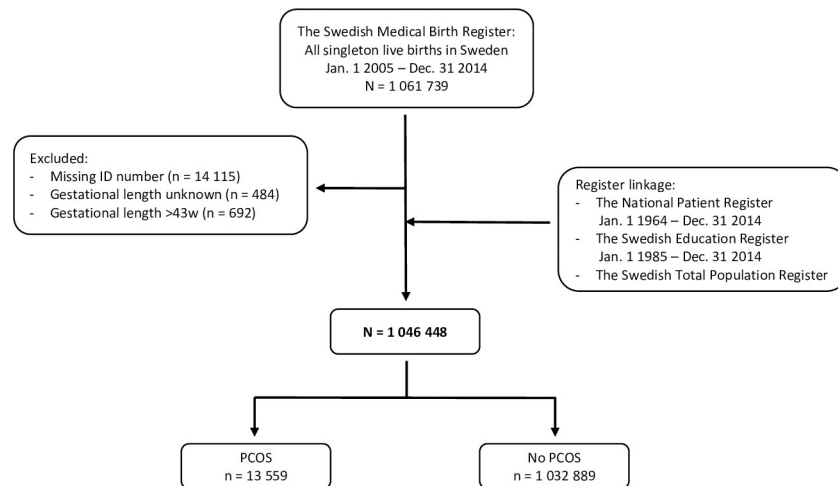 The Swedish Medical Birth Register:
All singleton live births in Sweden
Jan. 1 2005 – Dec. 31 2014
N = 1 061 739
Excluded:
- Missing ID number (n = 14 115)
- Gestational length unknown (n = 484)
- Gestational length >43w (n = 692)
Register linkage:
- The National Patient Register
Jan. 1 1964 – Dec. 31 2014
- The Swedish Education Register
Jan. 1 1985 – Dec. 31 2014
- The Swedish Total Population Register
N = 1 046 448
PCOS
n = 13 559
No PCOS
n = 1 032 889